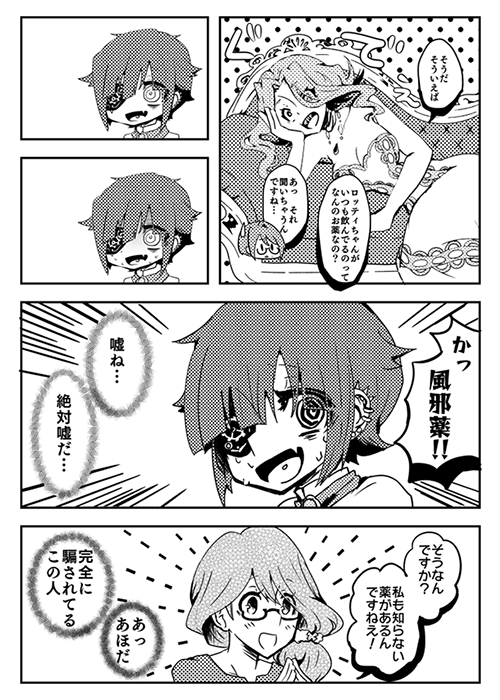 ぐで〜
そうだ
そういえば
ロッティちゃんが
いつも飲んでるのって
なんのお薬なの?
あっ それ
聞いちゃうん
ですね…
かっ
風邪薬!!
嘘ね…
絶対嘘だ…
そうなん
ですか?
私も知らない
薬があるん
ですねえ!
完全に
騙されてる
この人
あっ
あほだ